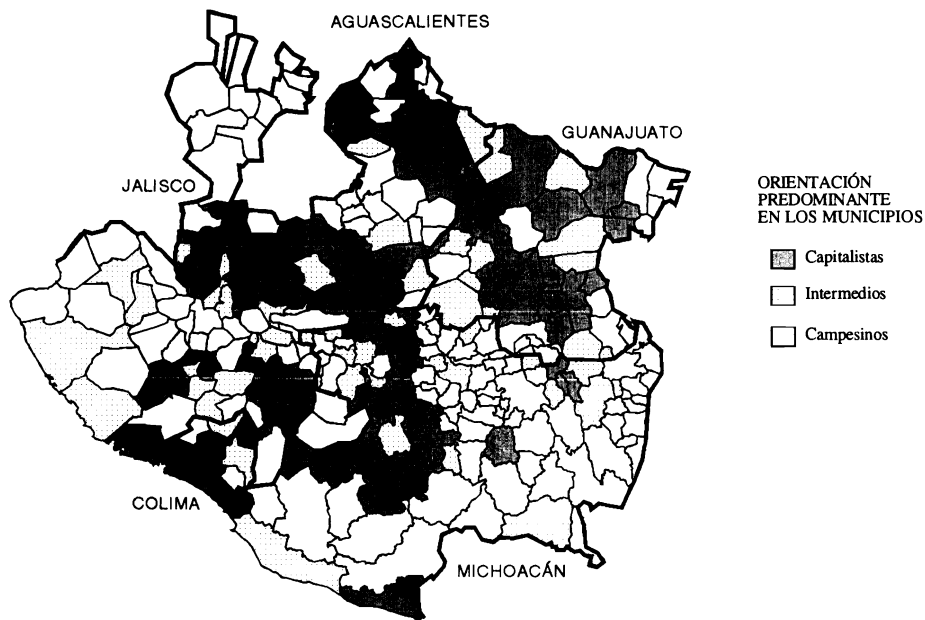 AGUASCALIENTES
GUANAJUATO
JALISCO
ORIENTACIÓN
PREDOMINANTE
EN LOS MUNICIPIOS
Capitalistas
Intermedios
Campesinos
COLIMA
MICHOACÁN